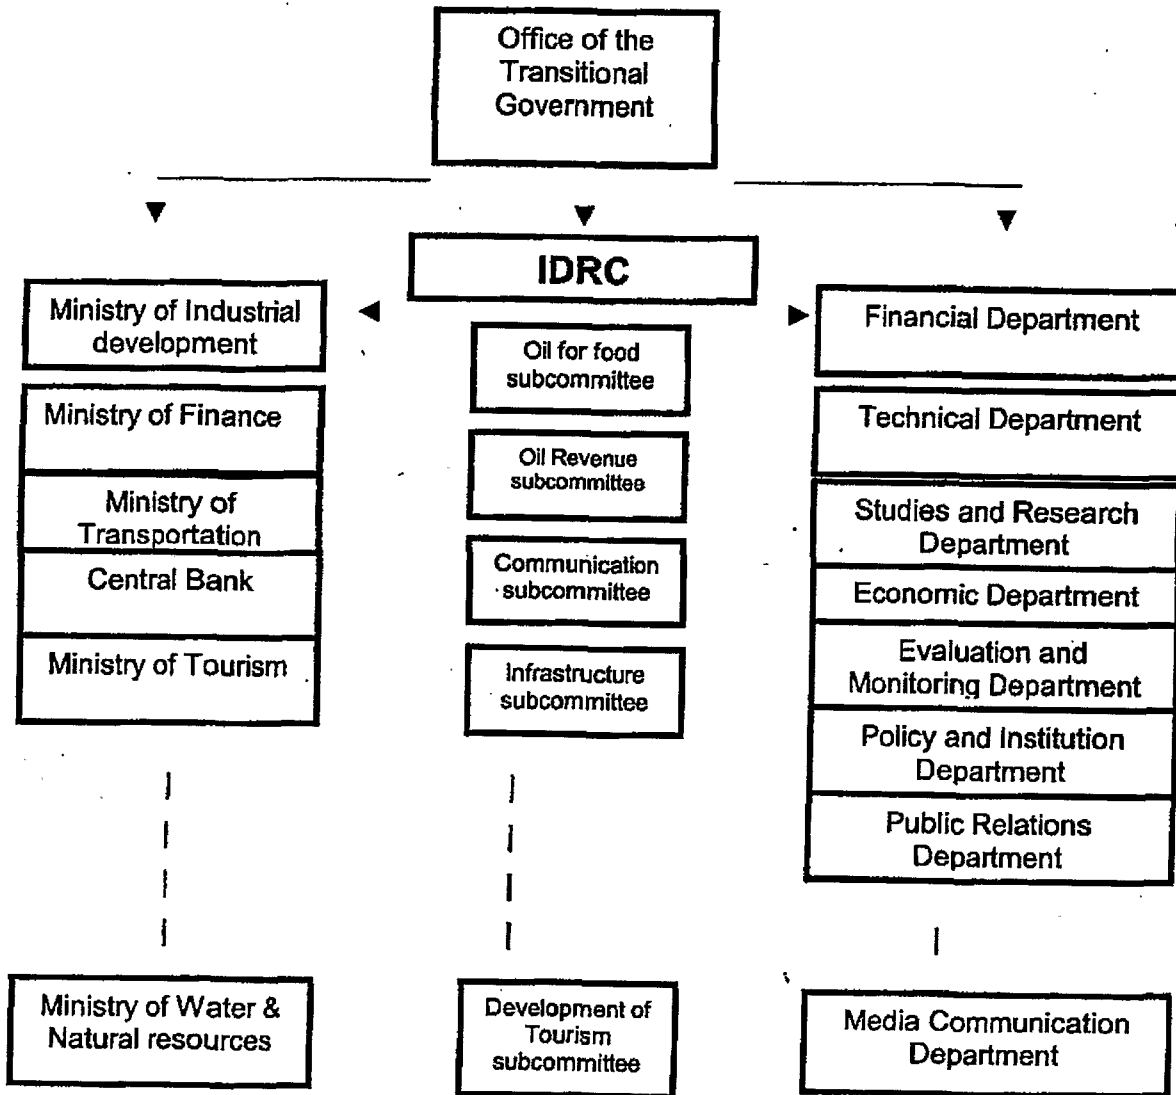 Office of the
Transitional
Government
IDRC
Ministry of Industrial
development
Ministry of Finance
Ministry of
Transportation
Central Bank
Ministry of Tourism
Ministry of Water &
Natural resources
Oil for food
subcommittee
Oil Revenue
subcommittee
Communication
subcommittee
Infrastructure
subcommittee
Development of
Tourism
subcommittee
Financial Department
Technical Department
Studies and Research
Department
Economic Department
Evaluation and
Monitoring Department
Policy and Institution
Department
Public Relations
Department
Media Communication
Department